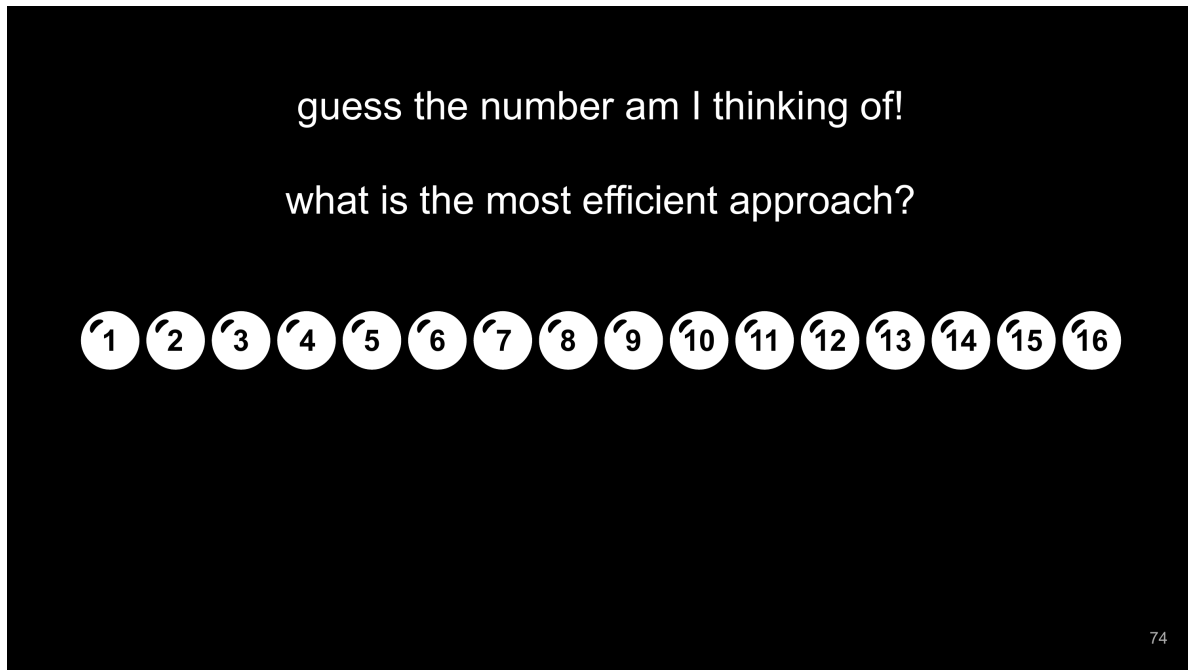 guess the number am I thinking of!
what is the most efficient approach?
1 2 3 4 5 6 7 8 9 10 11 12 13 14 15 16
74